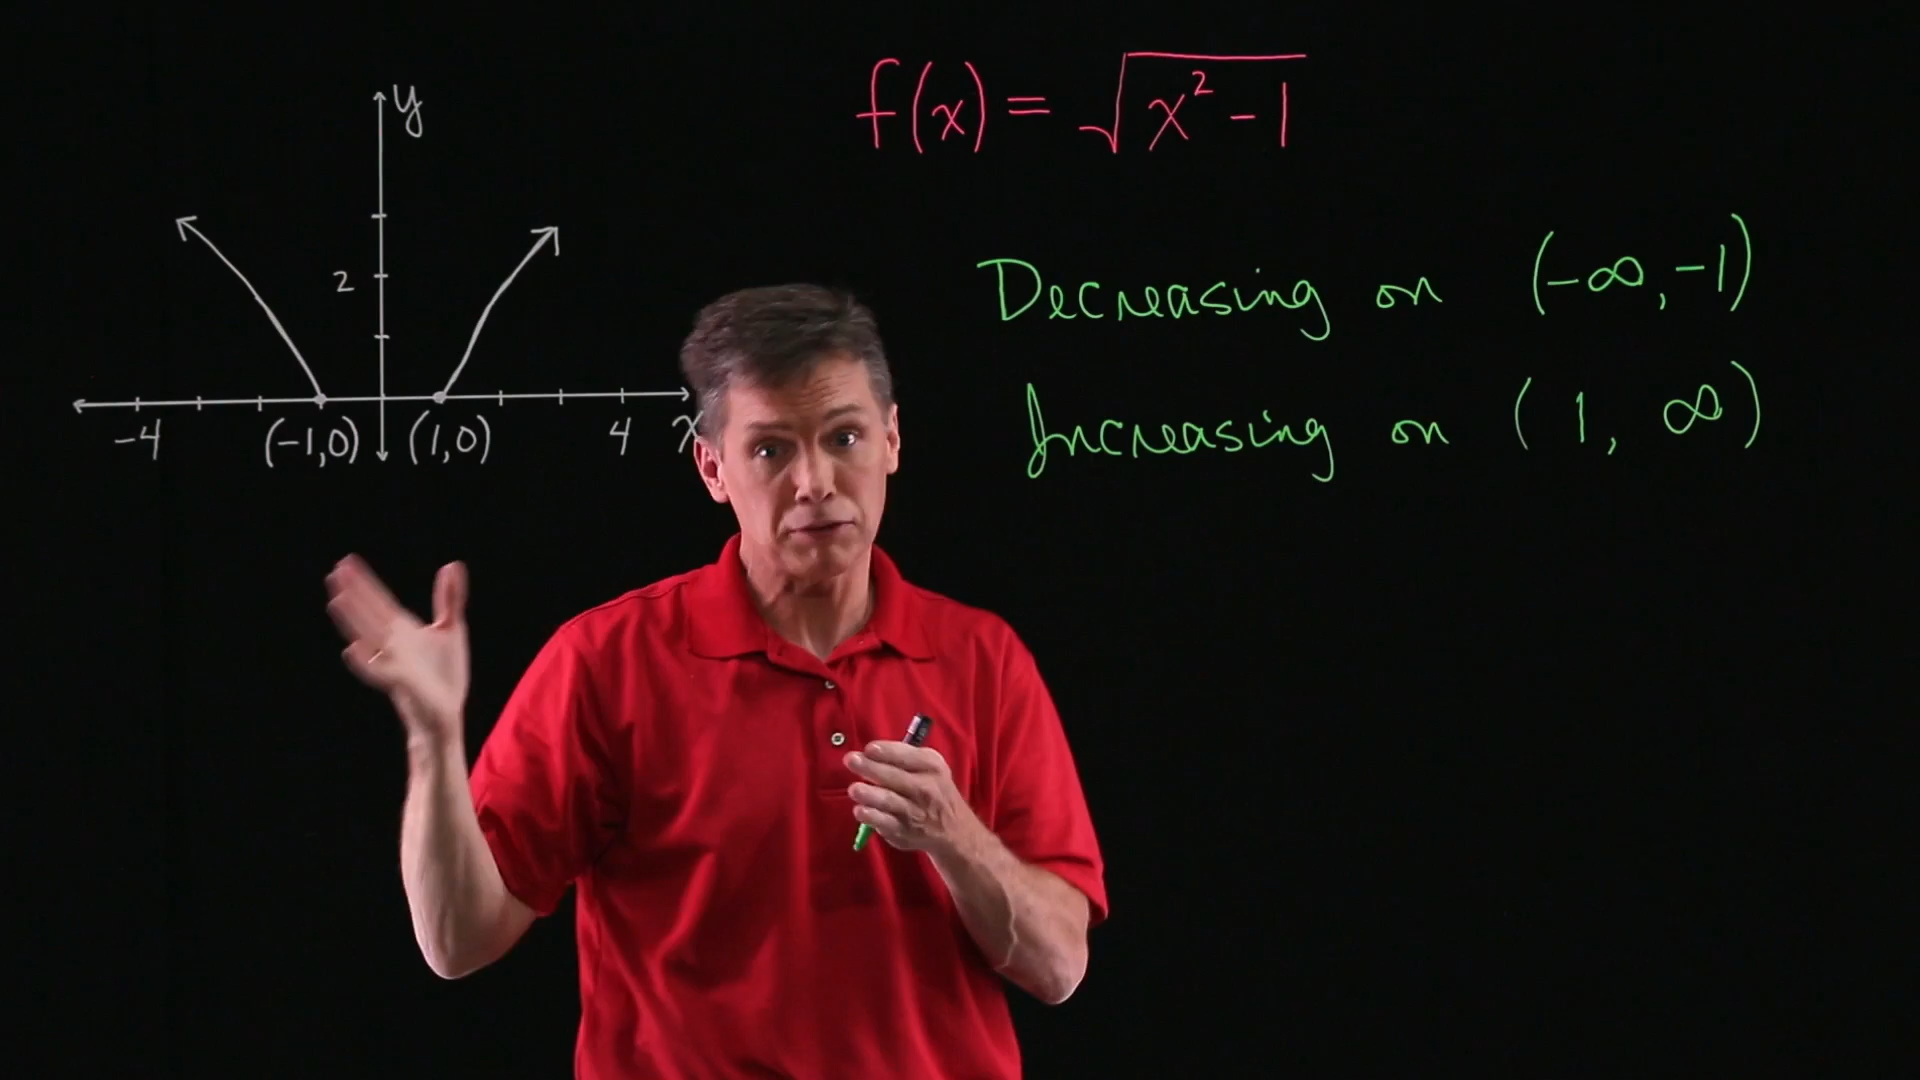 y
f(x) = √(x² - 1)
2
Decreasing on (-∞, -1)
Increasing on (1, ∞)
-4 (-1,0) (1,0) 4 x